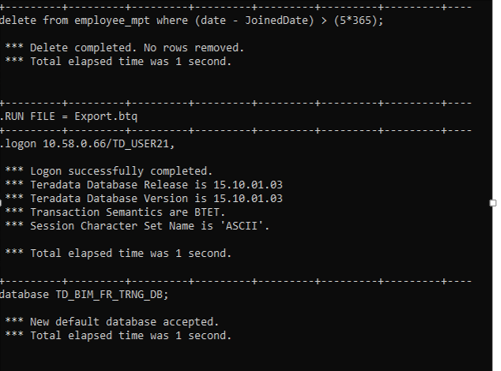 +---------+---------+---------+---------+---------+---------+---------+----
delete from employee_mpt where (date - JoinedDate) > (5*365);
*** Delete completed. No rows removed.
*** Total elapsed time was 1 second.
+---------+---------+---------+---------+---------+---------+---------+----
.RUN FILE = Export.btq
+---------+---------+---------+---------+---------+---------+---------+----
.logon 10.58.0.66/TD_USER21,
*** Logon successfully completed.
*** Teradata Database Release is 15.10.01.03
*** Teradata Database Version is 15.10.01.03
*** Transaction Semantics are BTET.
*** Session Character Set Name is 'ASCII'.
*** Total elapsed time was 1 second.
+---------+---------+---------+---------+---------+---------+---------+----
database TD_BIM_FR_TRNG_DB;
*** New default database accepted.
*** Total elapsed time was 1 second.